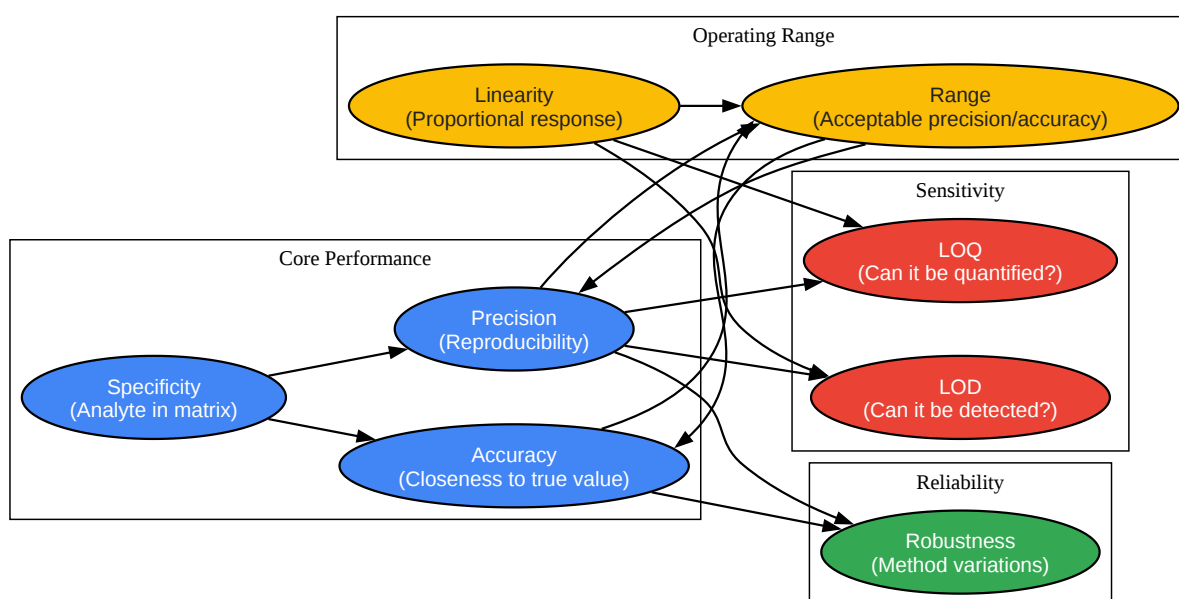 Operating Range
Linearity
(Proportional response)
Range
(Acceptable precision/accuracy)
Sensitivity
LOQ
(Can it be quantified?)
LOD
(Can it be detected?)
Core Performance
Precision
(Reproducibility)
Specificity
(Analyte in matrix)
Accuracy
(Closeness to true value)
Reliability
Robustness
(Method variations)